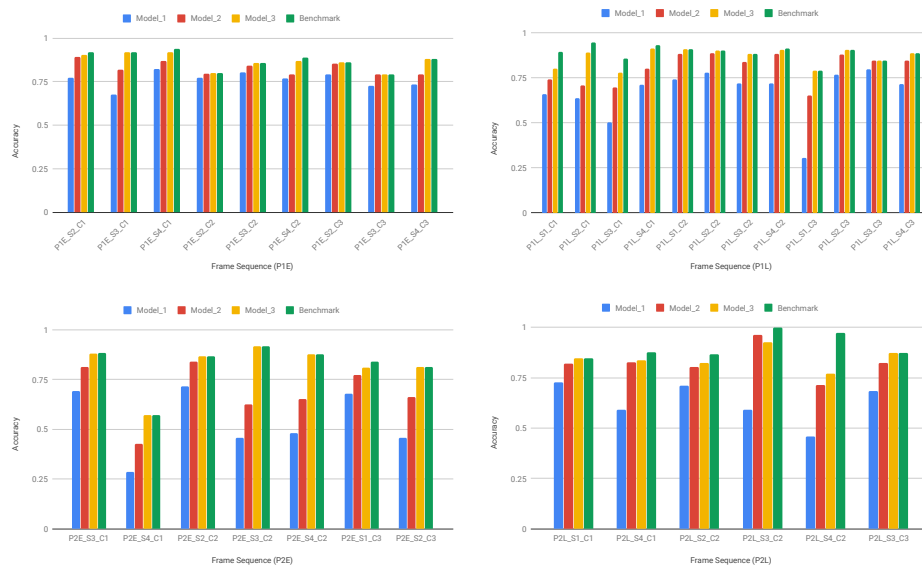 Model_1 Model_2 Model_3 Benchmark
1
0.75
0.5
0.25
0
Accuracy
P1E_S2_C1 P1E_S3_C1 P1E_S4_C1 P1E_S2_C2 P1E_S3_C2 P1E_S4_C2 P1E_S2_C3 P1E_S3_C3 P1E_S4_C3
Frame Sequence (P1E)
Model_1 Model_2 Model_3 Benchmark
1
0.75
0.5
0.25
0
Accuracy
P1L_S1_C1 P1L_S2_C1 P1L_S3_C1 P1L_S4_C1 P1L_S1_C2 P1L_S2_C2 P1L_S3_C2 P1L_S4_C2 P1L_S1_C3 P1L_S2_C3 P1L_S3_C3 P1L_S4_C3
Frame Sequence (P1L)
Model_1 Model_2 Model_3 Benchmark
1
0.75
0.5
0.25
0
Accuracy
P2E_S3_C1 P2E_S4_C1 P2E_S2_C2 P2E_S3_C2 P2E_S4_C2 P2E_S1_C3 P2E_S2_C3
Frame Sequence (P2E)
Model_1 Model_2 Model_3 Benchmark
1
0.75
0.5
0.25
0
Accuracy
P2L_S1_C1 P2L_S4_C1 P2L_S2_C2 P2L_S3_C2 P2L_S4_C2 P2L_S3_C3
Frame Sequence (P2L)